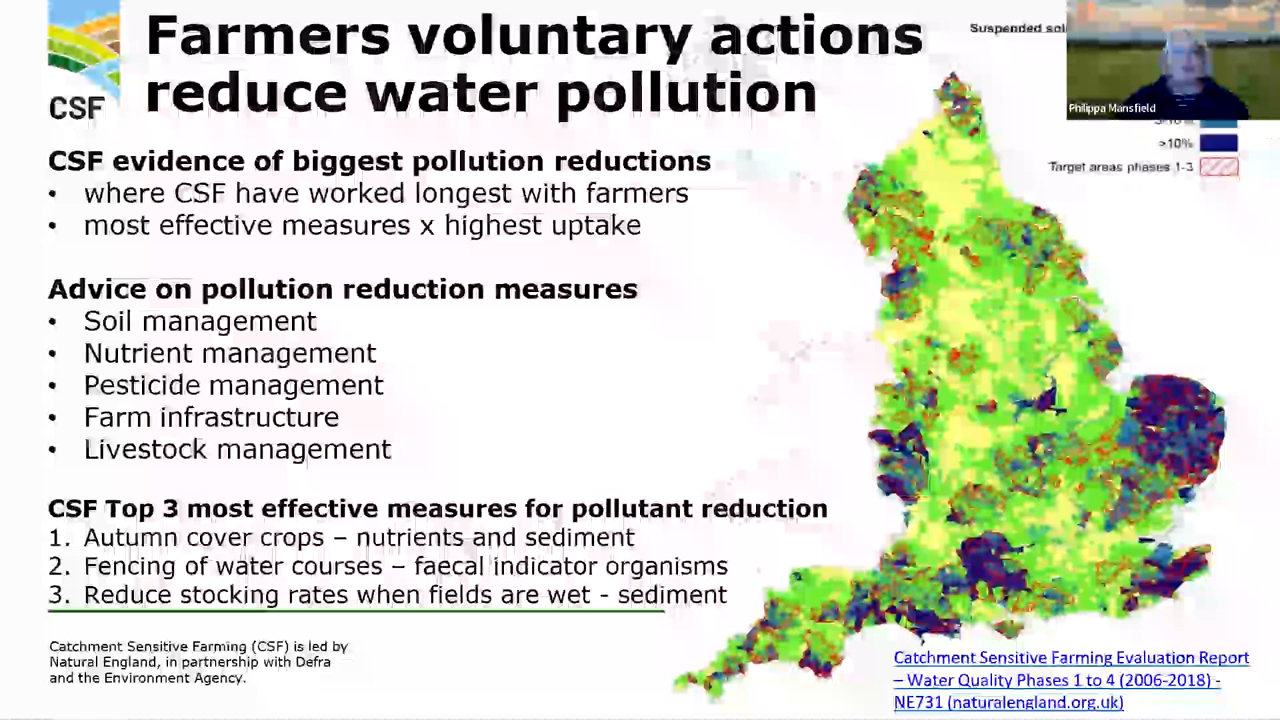 Farmers voluntary actions
reduce water pollution
CSF
CSF evidence of biggest pollution reductions
• where CSF have worked longest with farmers
• most effective measures x highest uptake
Advice on pollution reduction measures
• Soil management
• Nutrient management
• Pesticide management
• Farm infrastructure
• Livestock management
CSF Top 3 most effective measures for pollutant reduction
1. Autumn cover crops – nutrients and sediment
2. Fencing of water courses – faecal indicator organisms
3. Reduce stocking rates when fields are wet - sediment
Catchment Sensitive Farming (CSF) is led by
Natural England, in partnership with Defra
and the Environment Agency.
Suspended
Philippa Mansfield
>10%
Target areas phases 1-3
Catchment Sensitive Farming Evaluation Report
– Water Quality Phases 1 to 4 (2006-2018) -
NE731 (naturalengland.org.uk)